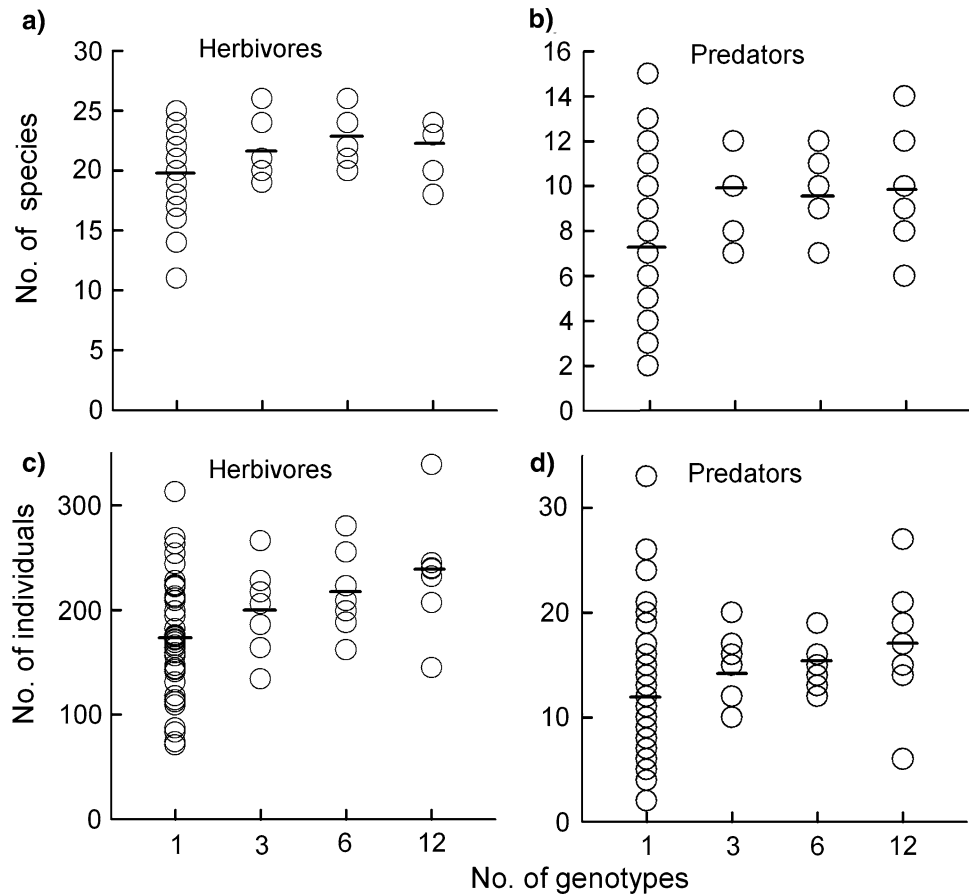 a)
Herbivores
No. of species
30
25
20
15
10
5
0
b)
Predators
16
14
12
10
8
6
4
2
0
c)
Herbivores
No. of individuals
300
200
100
0
1 3 6 12
d)
Predators
30
20
10
0
1 3 6 12
No. of genotypes